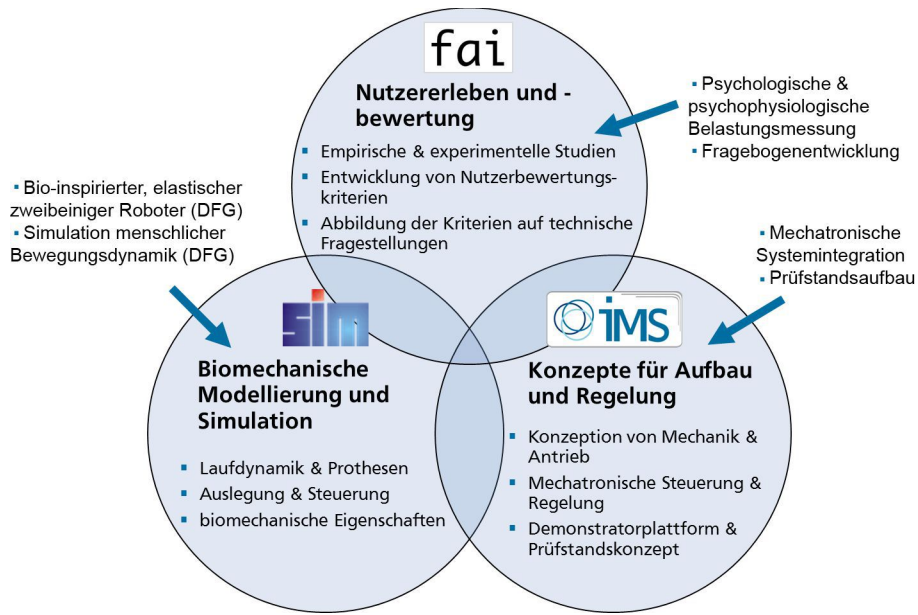 fai
Nutzererleben und -
bewertung
▪ Empirische & experimentelle Studien
▪ Entwicklung von Nutzerbewertungs-
kriterien
▪ Abbildung der Kriterien auf technische
Fragestellungen
▪ Psychologische &
psychophysiologische
Belastungsmessung
▪ Fragebogenentwicklung
▪ Bio-inspirierter, elastischer
zweibeiniger Roboter (DFG)
▪ Simulation menschlicher
Bewegungsdynamik (DFG)
▪ Mechatronische
Systemintegration
▪ Prüfstandsaufbau
sim
Biomechanische
Modellierung und
Simulation
▪ Laufdynamik & Prothesen
▪ Auslegung & Steuerung
▪ biomechanische Eigenschaften
iMS
Konzepte für Aufbau
und Regelung
▪ Konzeption von Mechanik &
Antrieb
▪ Mechatronische Steuerung &
Regelung
▪ Demonstratorplattform &
Prüfstandskonzept